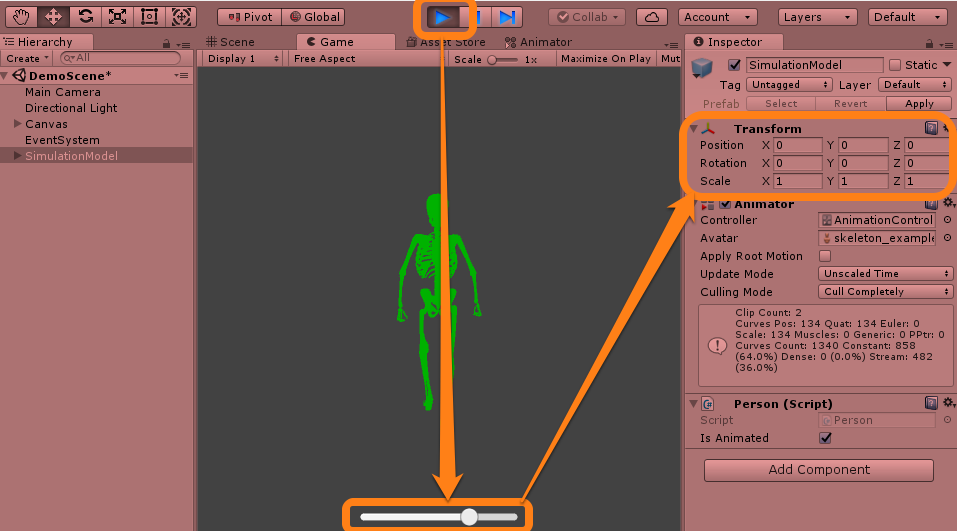 Pivot Global Collab Account Layers Default
Hierarchy Scene Game Asset Store Animator Inspector
Create All Display 1 Free Aspect Scale 1x Maximize On Play Mut
SimulationModel Static
DemoScene*
Tag Untagged Layer Default
Main Camera
Prefab Select Revert Apply
Directional Light
Canvas
EventSystem
SimulationModel
Transform
Position X 0 Y 0 Z 0
Rotation X 0 Y 0 Z 0
Scale X 1 Y 1 Z 1
Animator
Controller AnimationControl
Avatar skeleton_example
Apply Root Motion
Update Mode Unscaled Time
Culling Mode Cull Completely
Clip Count: 2
Curves Pos: 134 Quat: 134 Euler: 0
Scale: 134 Muscles: 0 Generic: 0 PPtr: 0
Curves Count: 1340 Constant: 858
(64.0%) Dense: 0 (0.0%) Stream: 482
(36.0%)
Person (Script)
Script Person
Is Animated
Add Component